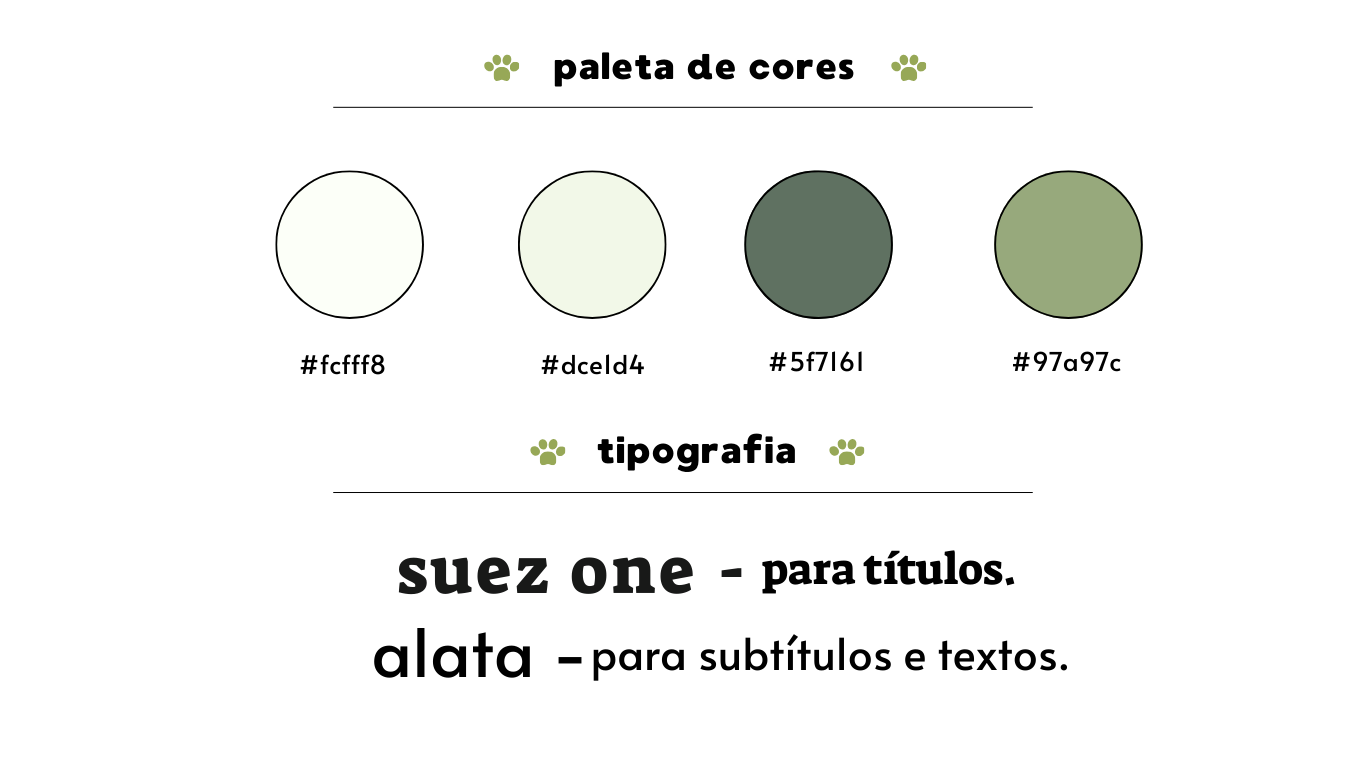 paleta de cores
#fcfff8
#dce1d4
#5f7161
#97a97c
tipografia
suez one - para títulos.
alata - para subtítulos e textos.